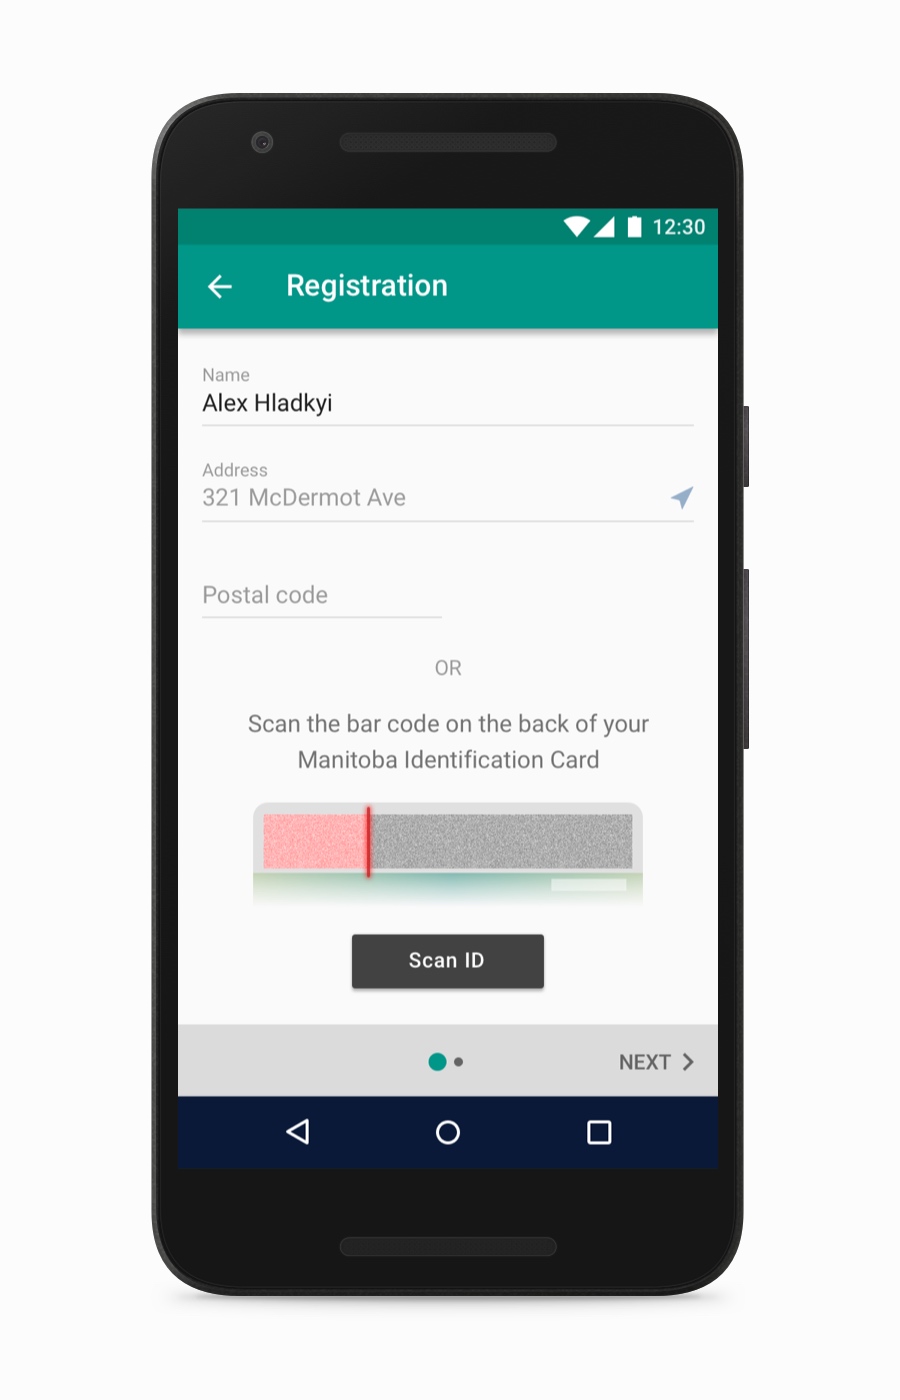 12:30
Registration
Name
Alex Hladkyi
Address
321 McDermot Ave
Postal code
OR
Scan the bar code on the back of your
Manitoba Identification Card
Scan ID
NEXT